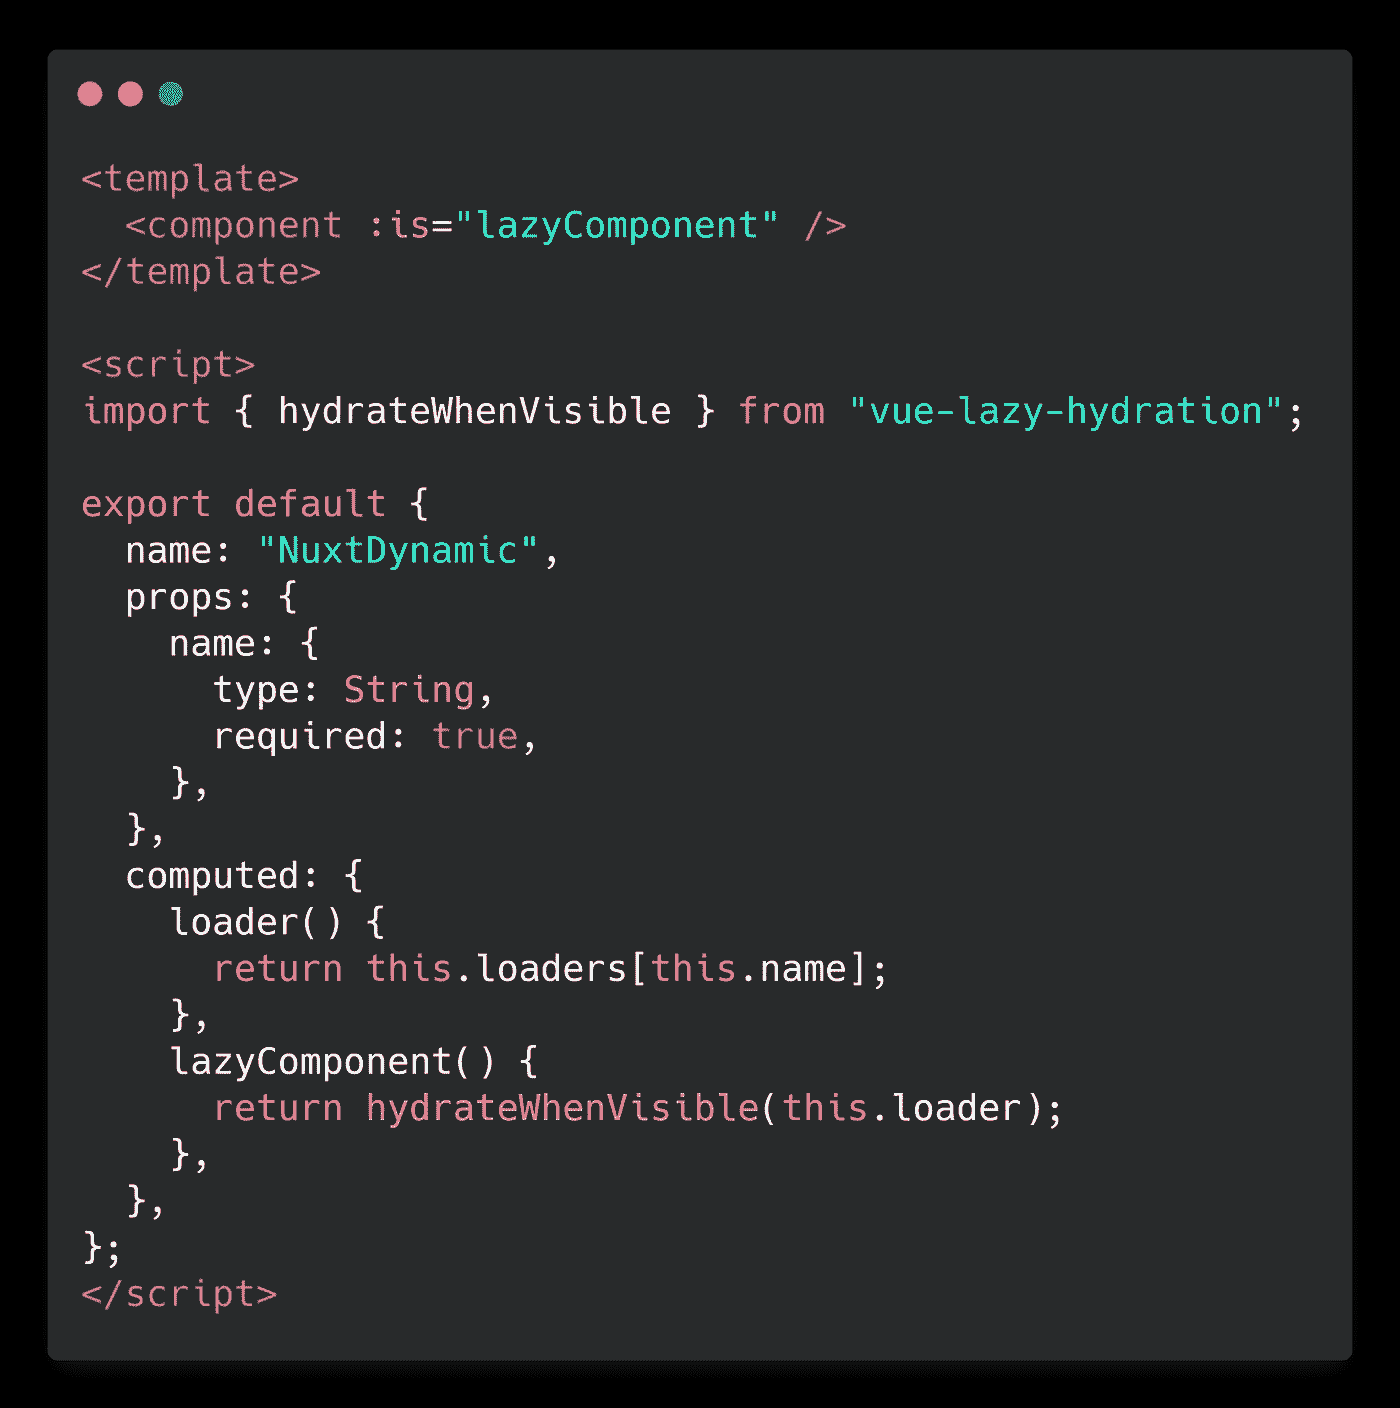 <template>
  <component :is="lazyComponent" />
</template>

<script>
import { hydrateWhenVisible } from "vue-lazy-hydration";

export default {
  name: "NuxtDynamic",
  props: {
    name: {
      type: String,
      required: true,
    },
  },
  computed: {
    loader() {
      return this.loaders[this.name];
    },
    lazyComponent() {
      return hydrateWhenVisible(this.loader);
    },
  },
};
</script>